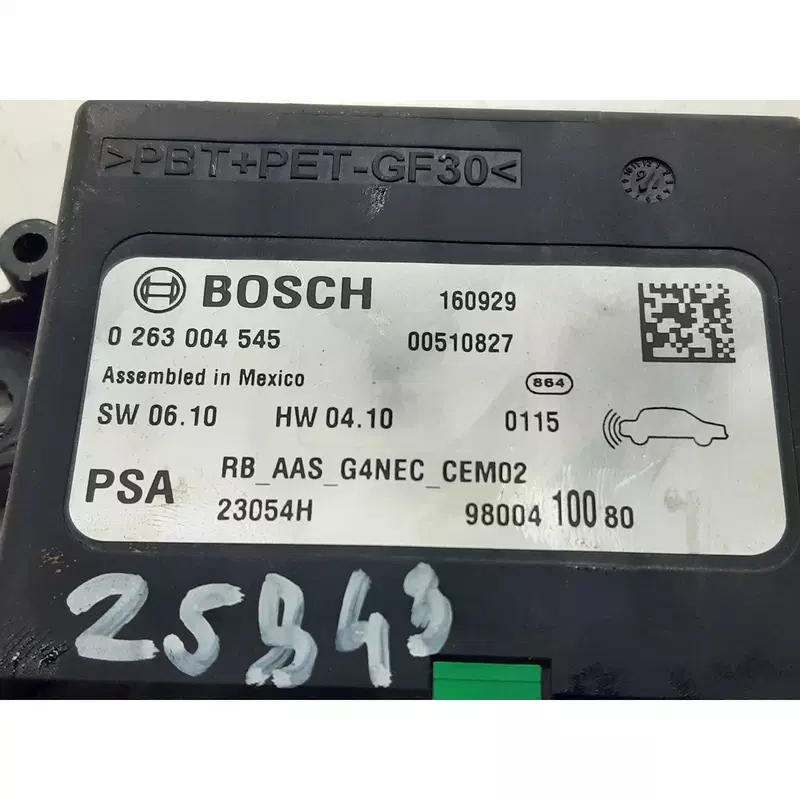 >PBT+PET-GF30<
BOSCH 160929
0 263 004 545 00510827
Assembled in Mexico 864
SW 06.10 HW 04.10 0115
PSA RB_AAS_G4NEC_CEM02
23054H 98004 100 80
25943